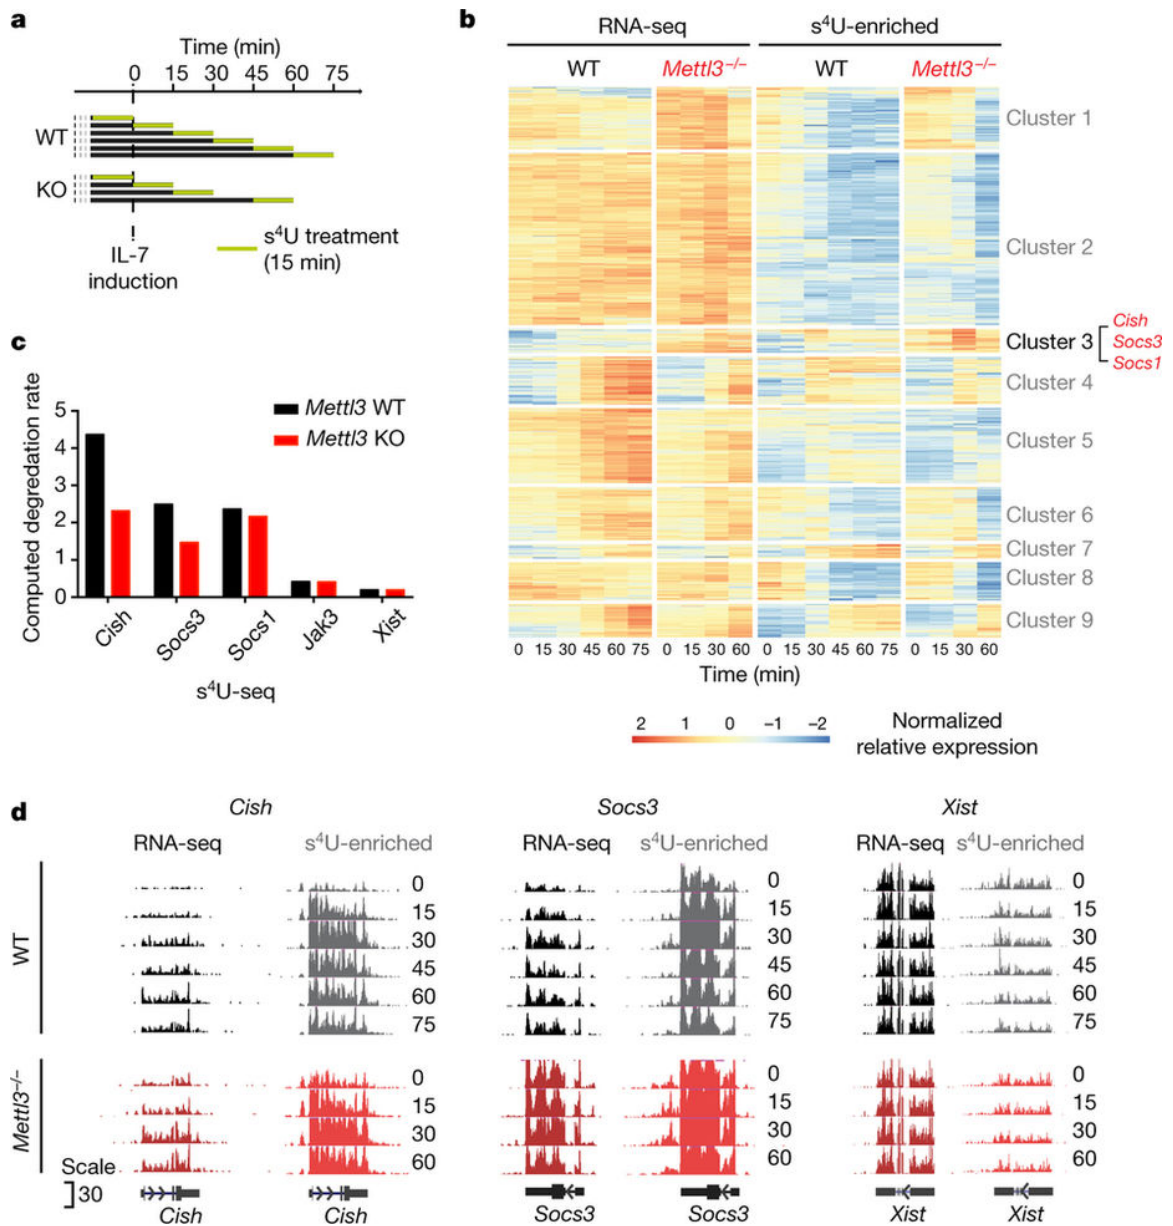 a
Time (min)
0 15 30 45 60 75
WT
KO
IL-7
induction
s⁴U treatment
(15 min)
b
RNA-seq s⁴U-enriched
WT Mettl3⁻/⁻ WT Mettl3⁻/⁻
Cluster 1
Cluster 2
Cluster 3
Cish
Socs3
Socs1
Cluster 4
Cluster 5
Cluster 6
Cluster 7
Cluster 8
Cluster 9
0 15 30 45 60 75 0 15 30 60 0 15 30 45 60 75 0 15 30 60
Time (min)
2 1 0 −1 −2
Normalized
relative expression
c
Computed degredation rate
5
4
3
2
1
0
Mettl3 WT
Mettl3 KO
Cish Socs3 Socs1 Jak3 Xist
s⁴U-seq
d
Cish Socs3 Xist
RNA-seq s⁴U-enriched RNA-seq s⁴U-enriched RNA-seq s⁴U-enriched
WT
0 0 0
15 15 15
30 30 30
45 45 45
60 60 60
75 75 75
Mettl3⁻/⁻
0 0 0
15 15 15
30 30 30
60 60 60
Scale
30
Cish Cish Socs3 Socs3 Xist Xist